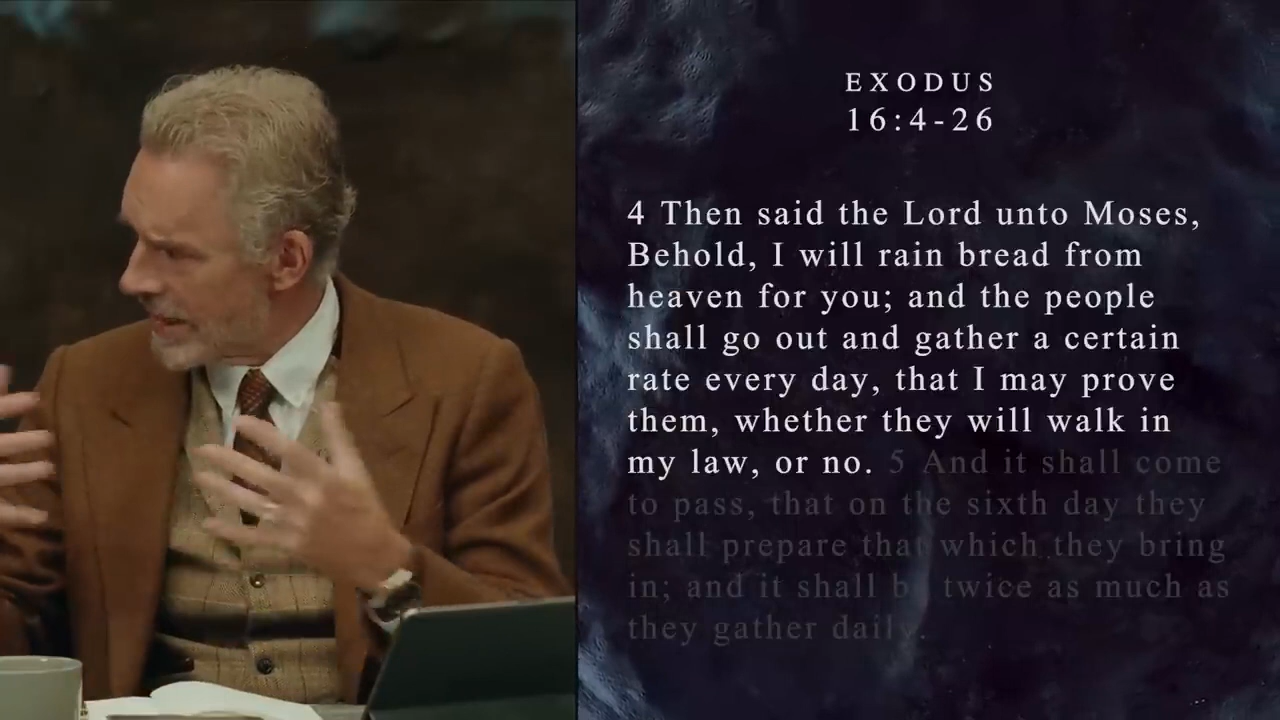 EXODUS
16:4-26
4 Then said the Lord unto Moses,
Behold, I will rain bread from
heaven for you; and the people
shall go out and gather a certain
rate every day, that I may prove
them, whether they will walk in
my law, or no. 5 And it shall come
to pass, that on the sixth day they
shall prepare that which they bring
in; and it shall be twice as much as
they gather daily.